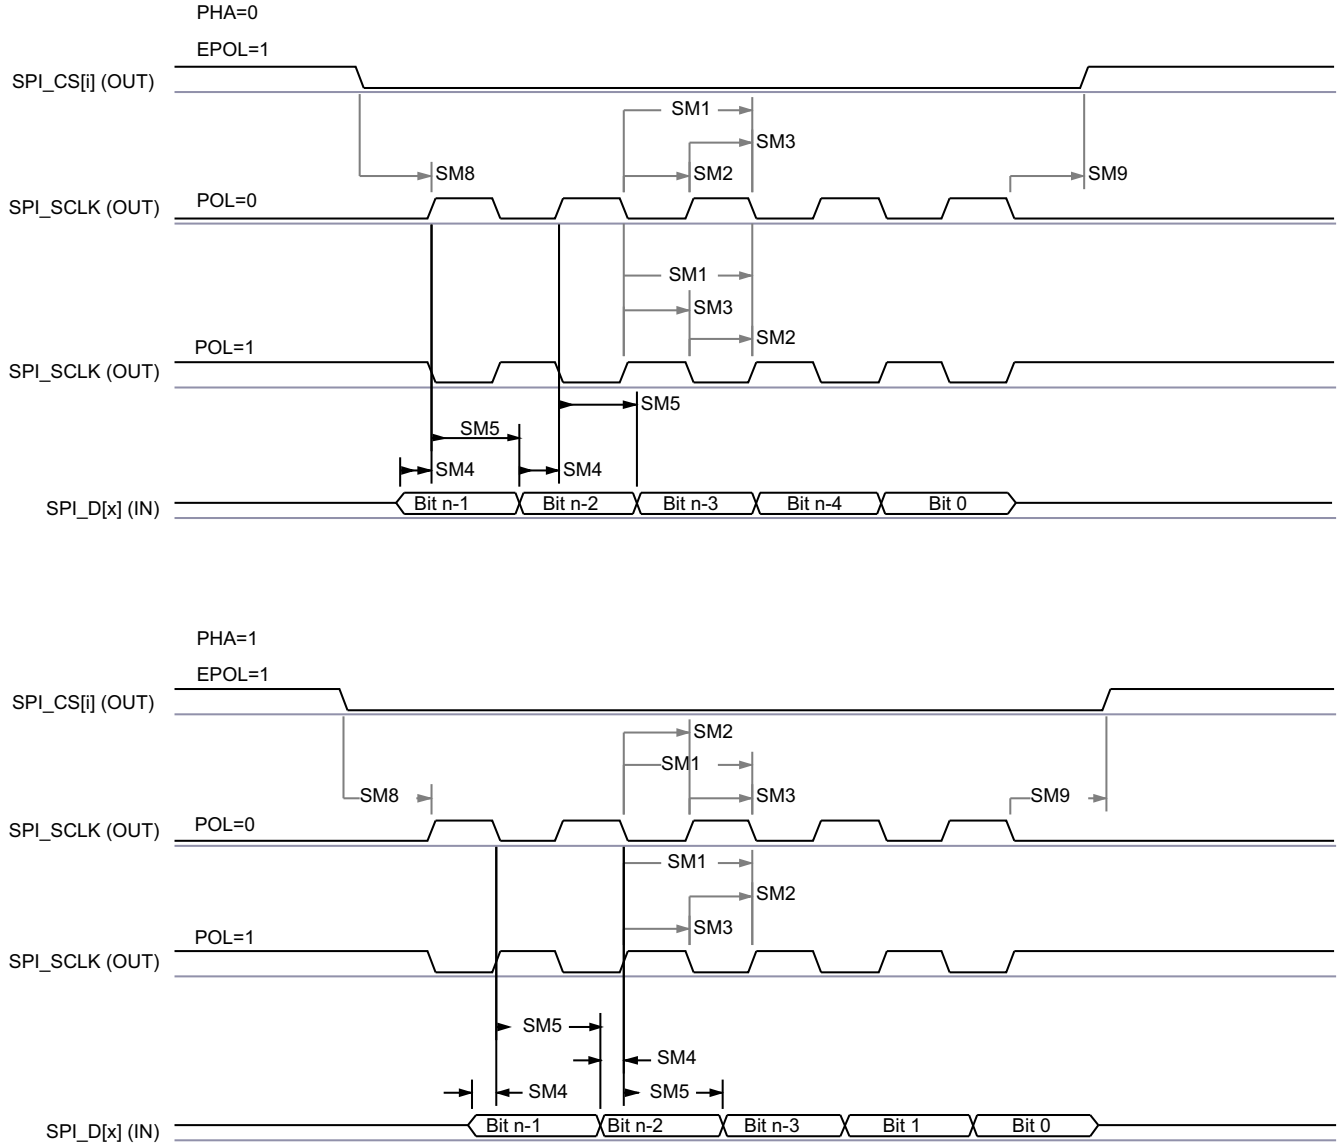 PHA=0
EPOL=1
SPI_CS[i] (OUT)
SM1
SM3
SM8
SM2
SM9
SPI_SCLK (OUT)
POL=0
SM1
SM3
SM2
POL=1
SPI_SCLK (OUT)
SM5
SM5
SM4
SM4
SPI_D[x] (IN)
Bit n-1
Bit n-2
Bit n-3
Bit n-4
Bit 0
PHA=1
EPOL=1
SPI_CS[i] (OUT)
SM2
SM1
SM8
SM3
SM9
SPI_SCLK (OUT)
POL=0
SM1
SM2
SM3
POL=1
SPI_SCLK (OUT)
SM5
SM4
SM4
SM5
SPI_D[x] (IN)
Bit n-1
Bit n-2
Bit n-3
Bit 1
Bit 0